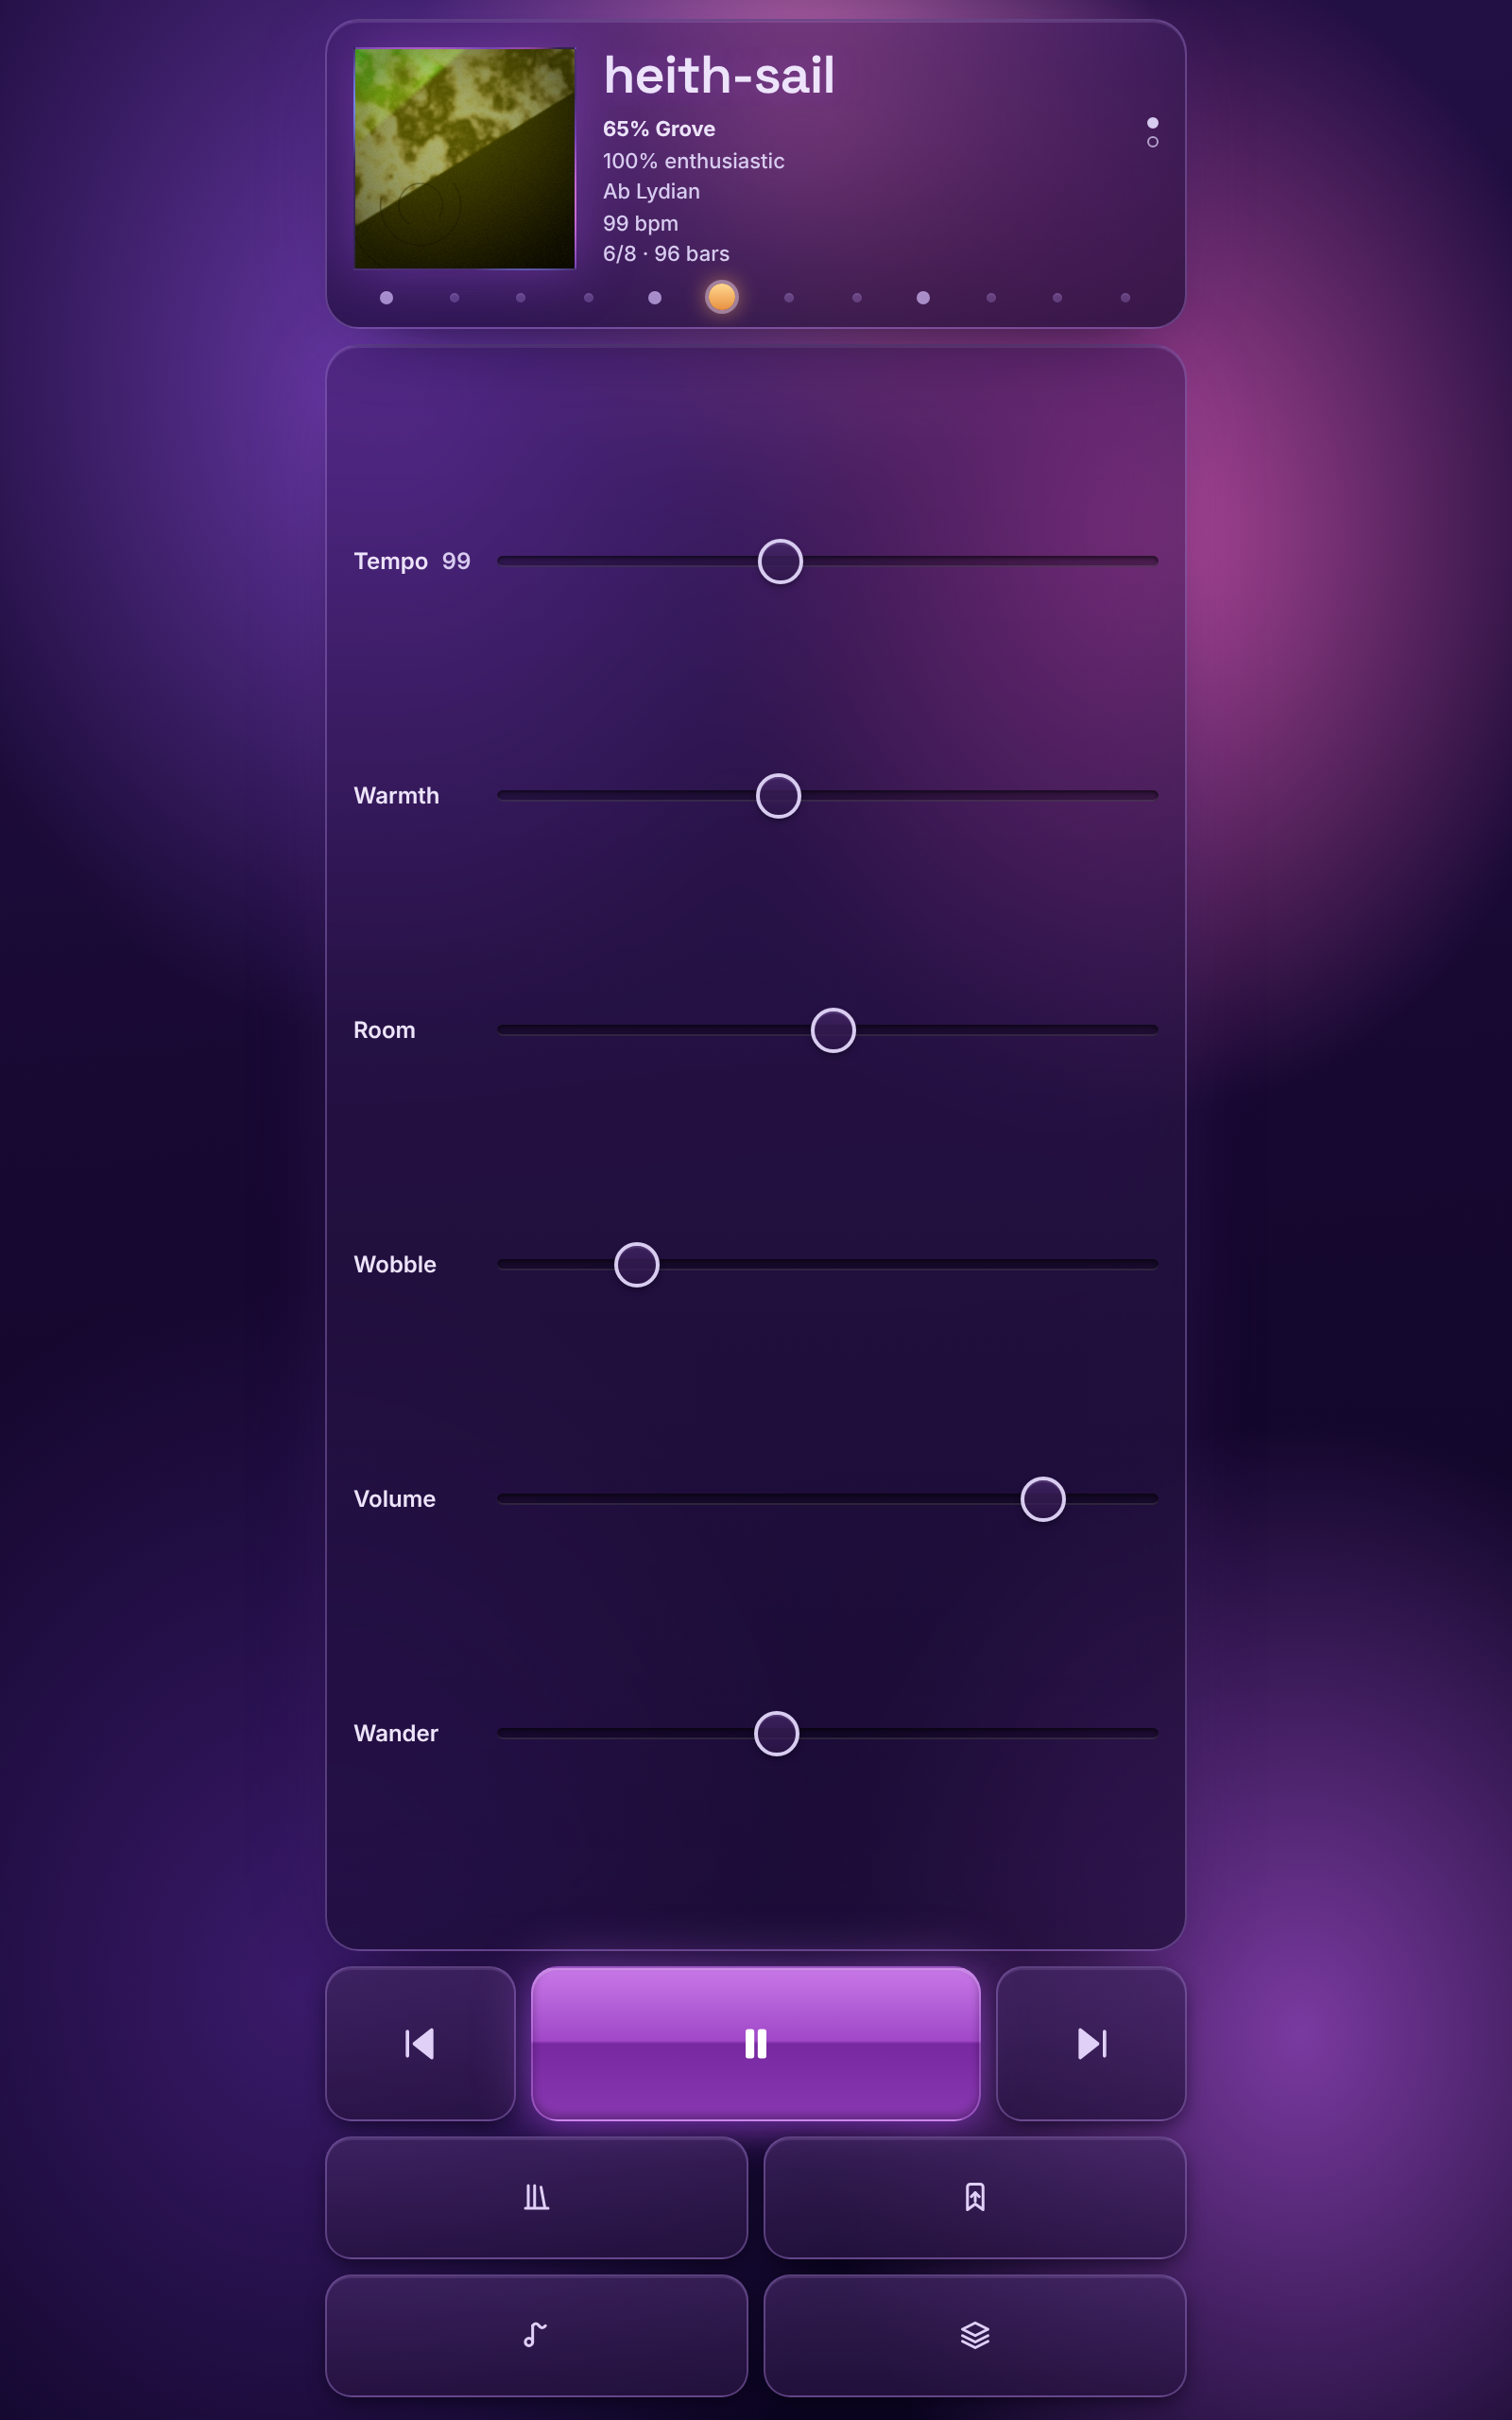 heith-sail
65% Grove
100% enthusiastic
Ab Lydian
99 bpm
6/8 · 96 bars
Tempo 99
Warmth
Room
Wobble
Volume
Wander